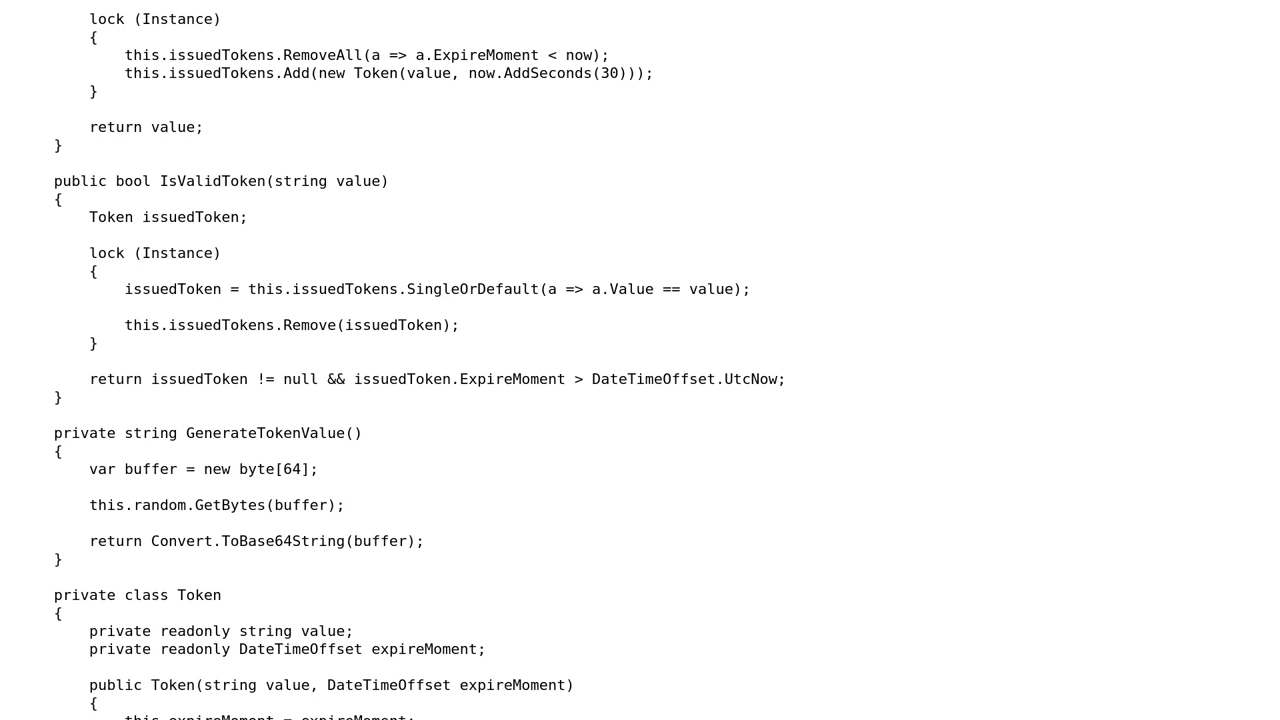 lock (Instance)
{
this.issuedTokens.RemoveAll(a => a.ExpireMoment < now);
this.issuedTokens.Add(new Token(value, now.AddSeconds(30)));
}
return value;
}
public bool IsValidToken(string value)
{
Token issuedToken;
lock (Instance)
{
issuedToken = this.issuedTokens.SingleOrDefault(a => a.Value == value);
this.issuedTokens.Remove(issuedToken);
}
return issuedToken != null && issuedToken.ExpireMoment > DateTimeOffset.UtcNow;
}
private string GenerateTokenValue()
{
var buffer = new byte[64];
this.random.GetBytes(buffer);
return Convert.ToBase64String(buffer);
}
private class Token
{
private readonly string value;
private readonly DateTimeOffset expireMoment;
public Token(string value, DateTimeOffset expireMoment)
{
this.expireMoment = expireMoment;